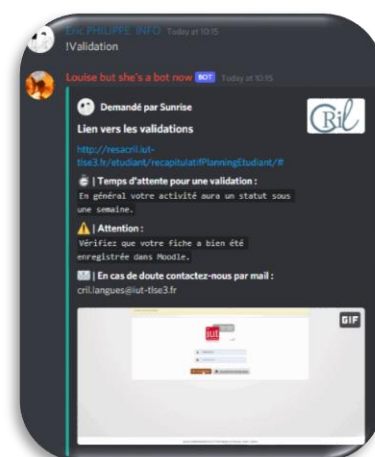 Eric PHILIPPE INFO Today at 10:15
!Validation
Louise but she's a bot now BOT Today at 10:15
Demandé par Sunrise
CRil
Lien vers les validations
http://resacril.iut-
tlse3.fr/etudiant/recapitulatifPlanningEtudiant/#
| Temps d'attente pour une validation :
En général votre activité aura un statut sous
une semaine.
| Attention :
Vérifiez que votre fiche a bien été
enregistrée dans Moodle.
| En cas de doute contactez-nous par mail :
cril.langues@iut-tlse3.fr
GIF
iut